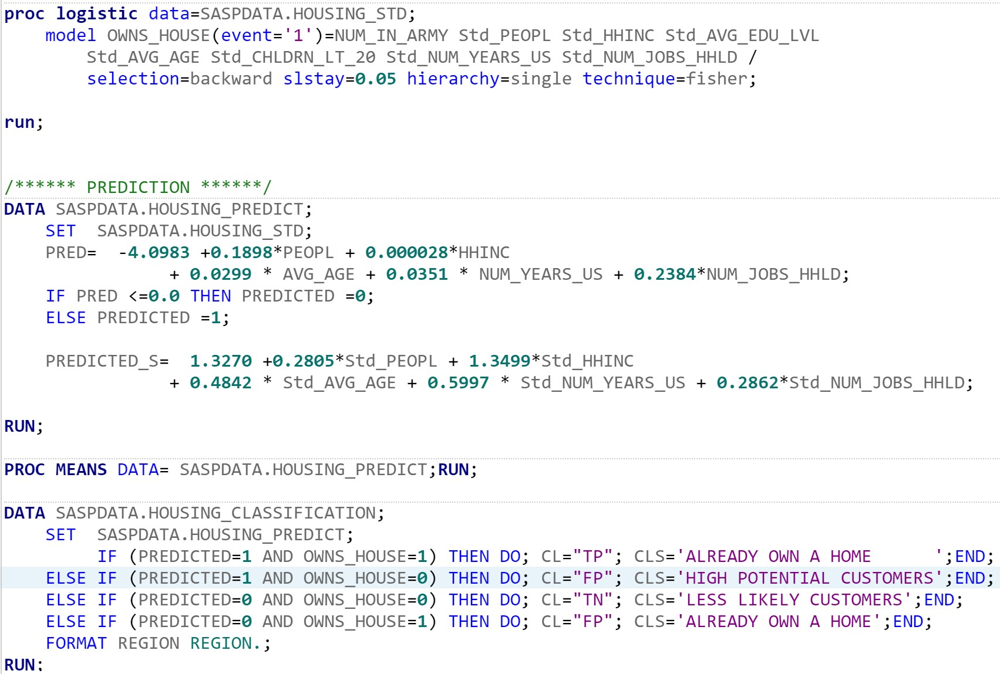 proc logistic data=SASPDATA.HOUSING_STD;
    model OWNS_HOUSE(event='1')=NUM_IN_ARMY Std_PEOPL Std_HHINC Std_AVG_EDU_LVL
        Std_AVG_AGE Std_CHLDRN_LT_20 Std_NUM_YEARS_US Std_NUM_JOBS_HHLD /
        selection=backward slstay=0.05 hierarchy=single technique=fisher;
run;
/****** PREDICTION ******/
DATA SASPDATA.HOUSING_PREDICT;
    SET  SASPDATA.HOUSING_STD;
    PRED=  -4.0983 +0.1898*PEOPL + 0.000028*HHINC
                + 0.0299 * AVG_AGE + 0.0351 * NUM_YEARS_US + 0.2384*NUM_JOBS_HHLD;
    IF PRED <=0.0 THEN PREDICTED =0;
    ELSE PREDICTED =1;
    PREDICTED_S=  1.3270 +0.2805*Std_PEOPL + 1.3499*Std_HHINC
                + 0.4842 * Std_AVG_AGE + 0.5997 * Std_NUM_YEARS_US + 0.2862*Std_NUM_JOBS_HHLD;
RUN;
PROC MEANS DATA= SASPDATA.HOUSING_PREDICT;RUN;
DATA SASPDATA.HOUSING_CLASSIFICATION;
    SET  SASPDATA.HOUSING_PREDICT;
         IF (PREDICTED=1 AND OWNS_HOUSE=1) THEN DO; CL="TP"; CLS='ALREADY OWN A HOME      ';END;
    ELSE IF (PREDICTED=1 AND OWNS_HOUSE=0) THEN DO; CL="FP"; CLS='HIGH POTENTIAL CUSTOMERS';END;
    ELSE IF (PREDICTED=0 AND OWNS_HOUSE=0) THEN DO; CL="TN"; CLS='LESS LIKELY CUSTOMERS';END;
    ELSE IF (PREDICTED=0 AND OWNS_HOUSE=1) THEN DO; CL="FP"; CLS='ALREADY OWN A HOME';END;
    FORMAT REGION REGION.;
RUN;